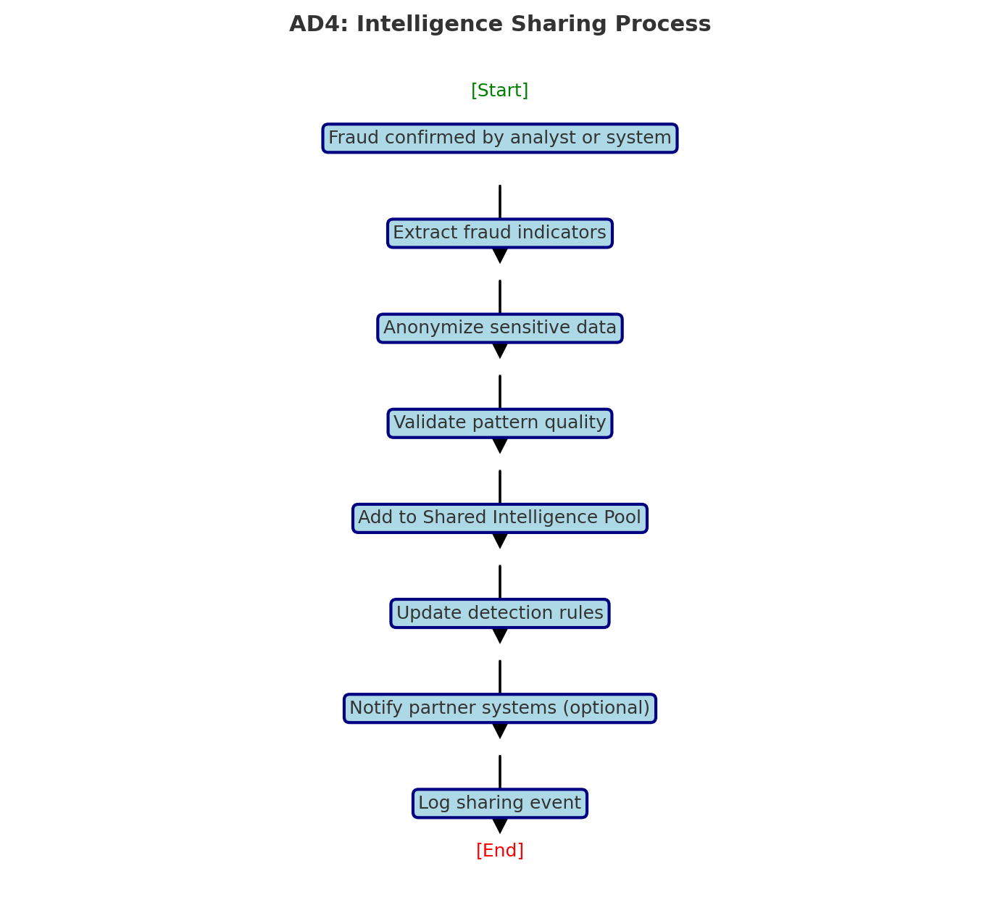 AD4: Intelligence Sharing Process
[Start]
Fraud confirmed by analyst or system
Extract fraud indicators
Anonymize sensitive data
Validate pattern quality
Add to Shared Intelligence Pool
Update detection rules
Notify partner systems (optional)
Log sharing event
[End]